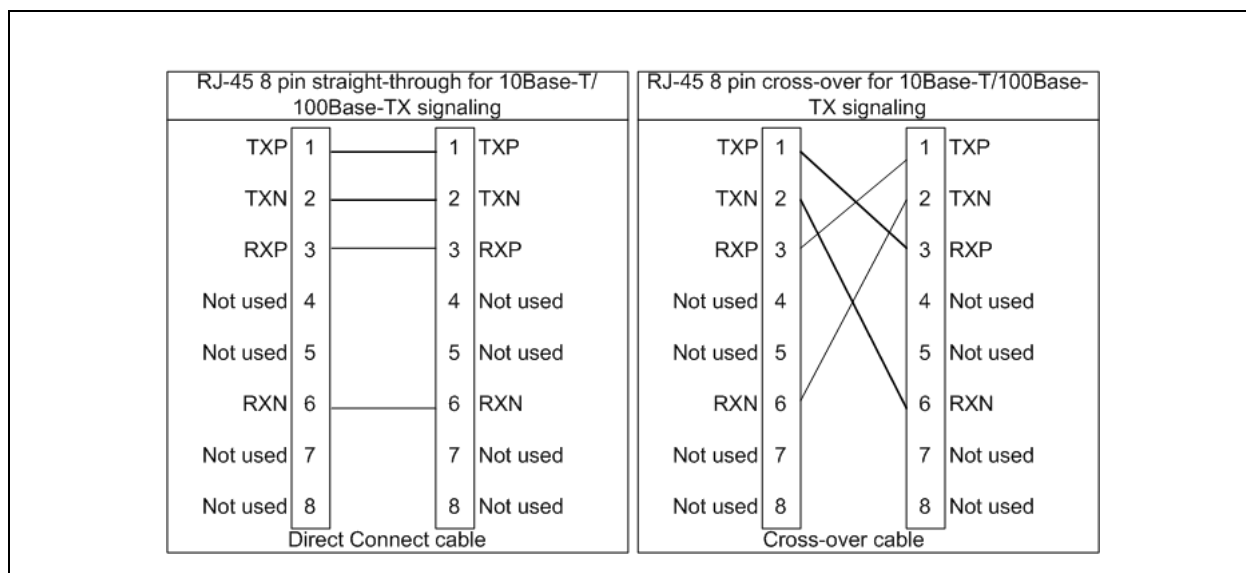 RJ-45 8 pin straight-through for 10Base-T/
100Base-TX signaling
TXP 1 1 TXP
TXN 2 2 TXN
RXP 3 3 RXP
Not used 4 4 Not used
Not used 5 5 Not used
RXN 6 6 RXN
Not used 7 7 Not used
Not used 8 8 Not used
Direct Connect cable
RJ-45 8 pin cross-over for 10Base-T/100Base-
TX signaling
TXP 1 1 TXP
TXN 2 2 TXN
RXP 3 3 RXP
Not used 4 4 Not used
Not used 5 5 Not used
RXN 6 6 RXN
Not used 7 7 Not used
Not used 8 8 Not used
Cross-over cable